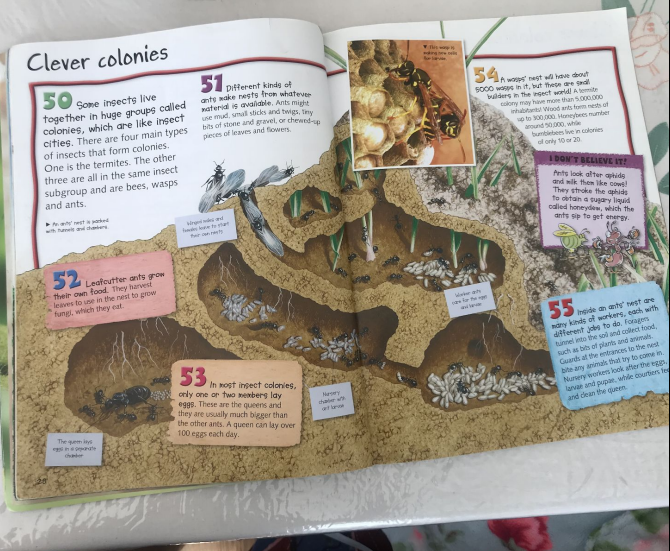 Clever colonies
50 Some insects live
together in huge groups called
colonies, which are like insect
cities. There are four main types
of insects that form colonies.
One is the termites. The other
three are all in the same insect
subgroup and are bees, wasps
and ants.
► An ants' nest is packed
with tunnels and chambers.
51 Different kinds of
ants make nests from whatever
material is available. Ants might
use mud, small sticks and twigs, tiny
bits of stone and gravel, or chewed-up
pieces of leaves and flowers.
Winged males and
females leave to start
their own nests
52 Leafcutter ants grow
their own food. They harvest
leaves to use in the nest to grow
fungi, which they eat.
53 In most insect colonies,
only one or two members lay
eggs. These are the queens and
they are usually much bigger than
the other ants. A queen can lay over
100 eggs each day.
The queen lays
eggs in a separate
chamber
Nursery
chamber with
ant larvae
28
▼ This wasp is
making new cells
for larvae.
54 A wasps' nest will have about
5000 wasps in it, but these are small
builders in the insect world! A termite
colony may have more than 5,000,000
inhabitants! Wood ants form nests of
up to 300,000. Honeybees number
around 50,000, while
bumblebees live in colonies
of only 10 or 20.
I DON'T BELIEVE IT!
Ants look after aphids
and milk them like cows!
They stroke the aphids
to obtain a sugary liquid
called honeydew, which the
ants sip to get energy.
Worker ants
care for the eggs
and larvae
55 Inside an ants' nest are
many kinds of workers, each with
different jobs to do. Foragers
tunnel into the soil and collect food,
such as bits of plants and animals.
Guards at the entrances to the nest
bite any animals that try to come in.
Nursery workers look after the eggs,
larvae and pupae, while courtiers feed
and clean the queen.